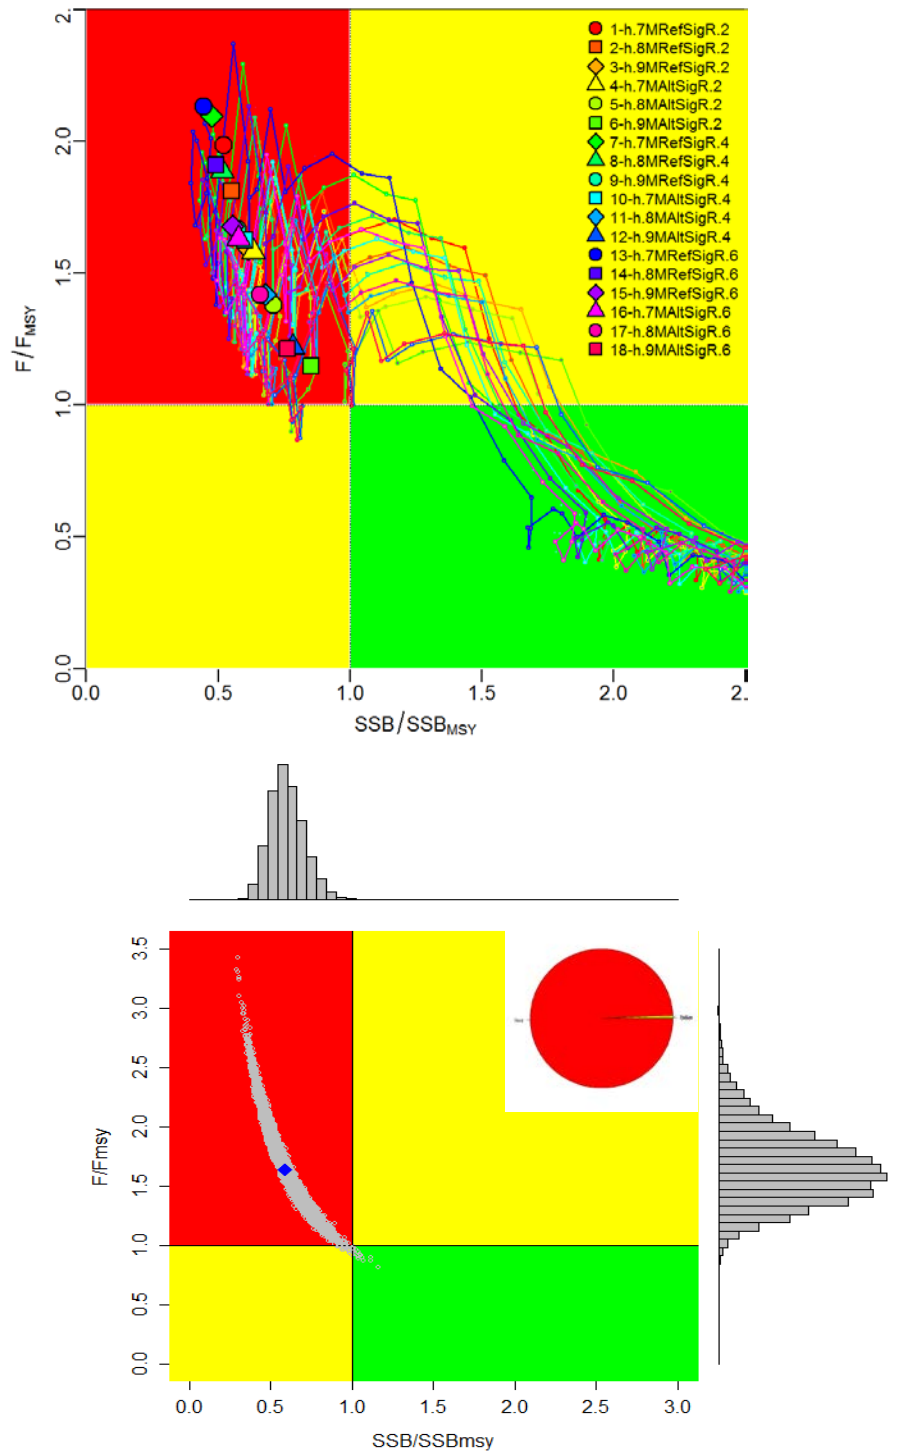 2.
2.0
1.5
1.0
0.5
0.0
F/F_MSY
1-h.7MRefSigR.2
2-h.8MRefSigR.2
3-h.9MRefSigR.2
4-h.7MAltSigR.2
5-h.8MAltSigR.2
6-h.9MAltSigR.2
7-h.7MRefSigR.4
8-h.8MRefSigR.4
9-h.9MRefSigR.4
10-h.7MAltSigR.4
11-h.8MAltSigR.4
12-h.9MAltSigR.4
13-h.7MRefSigR.6
14-h.8MRefSigR.6
15-h.9MRefSigR.6
16-h.7MAltSigR.6
17-h.8MAltSigR.6
18-h.9MAltSigR.6
0.0 0.5 1.0 1.5 2.0 2.
SSB/SSB_MSY
3.5
3.0
2.5
2.0
1.5
1.0
0.5
0.0
F/Fmsy
0.0 0.5 1.0 1.5 2.0 2.5 3.0
SSB/SSBmsy